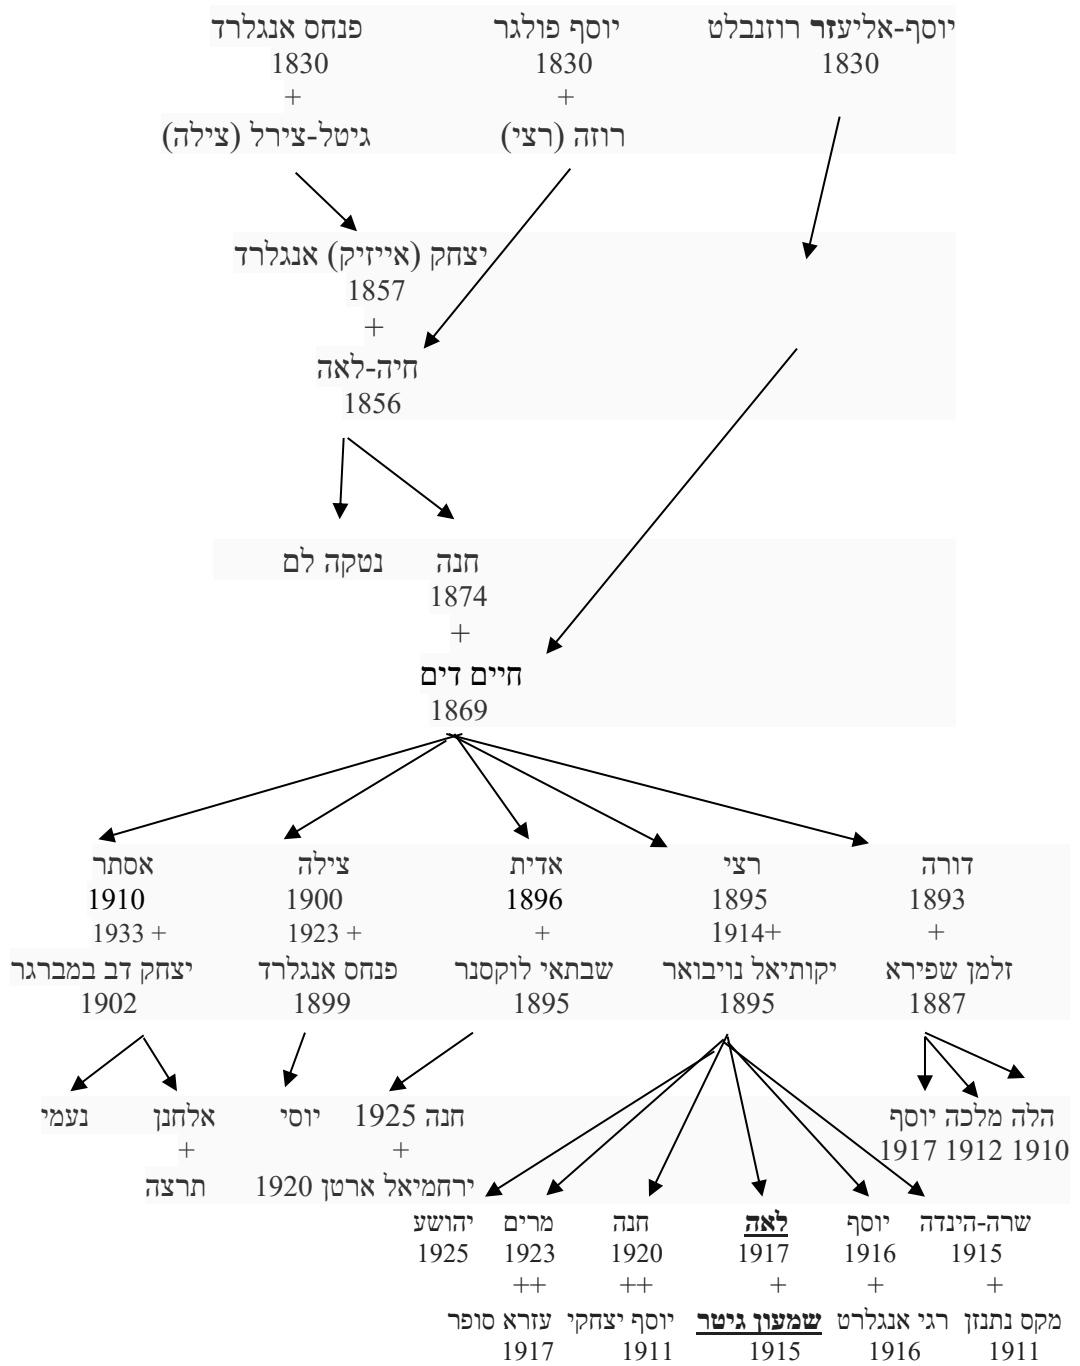 יוסף-אליעזר רוזנבלט יוסף פולגר פנחס אנגלרד
1830 1830 1830
+ +
רוזה (רצי) גיטל-צירל (צילה)
יצחק (אייזיק) אנגלרד
1857
+
חיה-לאה
1856
חנה נטקה לם
1874
+
חיים דים
1869
דורה רצי אדית צילה אסתר
1893 1895 1896 1900 1910
+ 1914+ + 1923 + 1933 +
זלמן שפירא יקותיאל נויבואר שבתאי לוקסנר פנחס אנגלרד יצחק דב במברגר
1887 1895 1895 1899 1902
הלה מלכה יוסף חנה 1925 יוסי אלחנן נעמי
1910 1912 1917 + +
ירחמיאל ארטן 1920 תרצה
שרה-הינדה יוסף לאה חנה מרים יהושע
1915 1916 1917 1920 1923 1925
+ + + ++ ++
מקס נתנזן רגי אנגלרט שמעון גיטר יוסף יצחקי עזרא סופר
1911 1916 1915 1911 1917